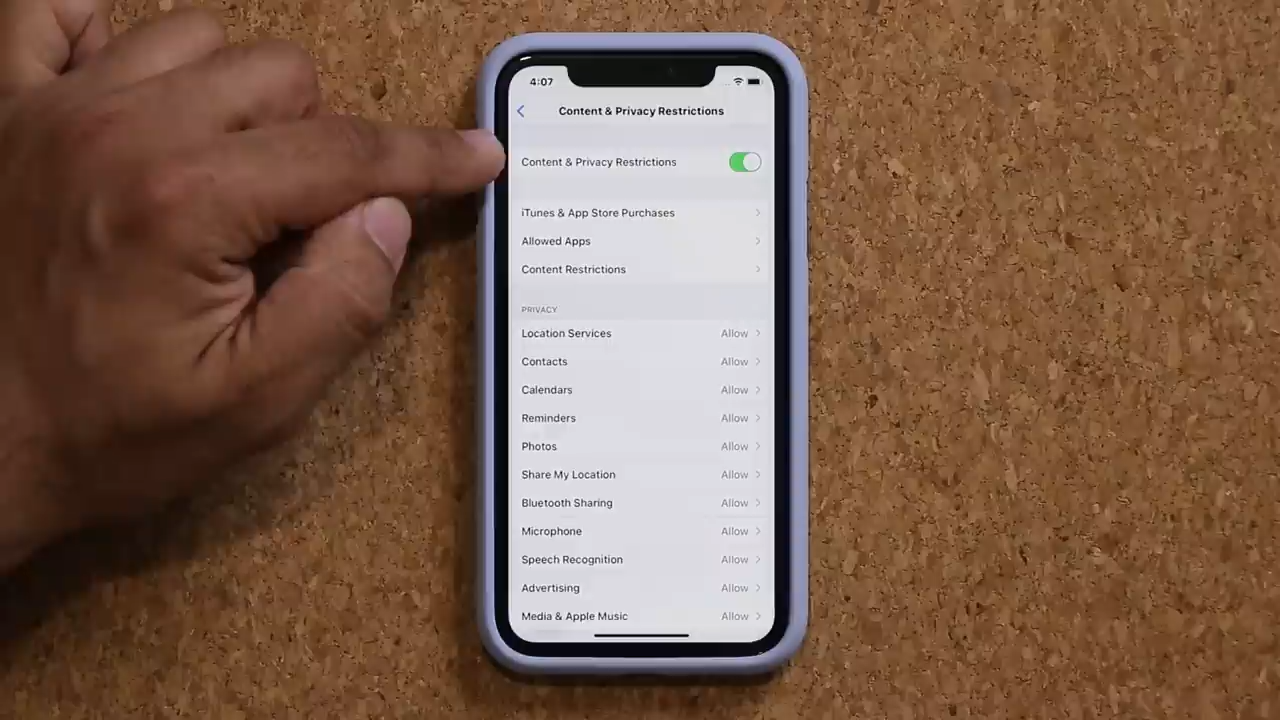 4:07
Content & Privacy Restrictions
Content & Privacy Restrictions
iTunes & App Store Purchases
Allowed Apps
Content Restrictions
PRIVACY
Location Services Allow
Contacts Allow
Calendars Allow
Reminders Allow
Photos Allow
Share My Location Allow
Bluetooth Sharing Allow
Microphone Allow
Speech Recognition Allow
Advertising Allow
Media & Apple Music Allow